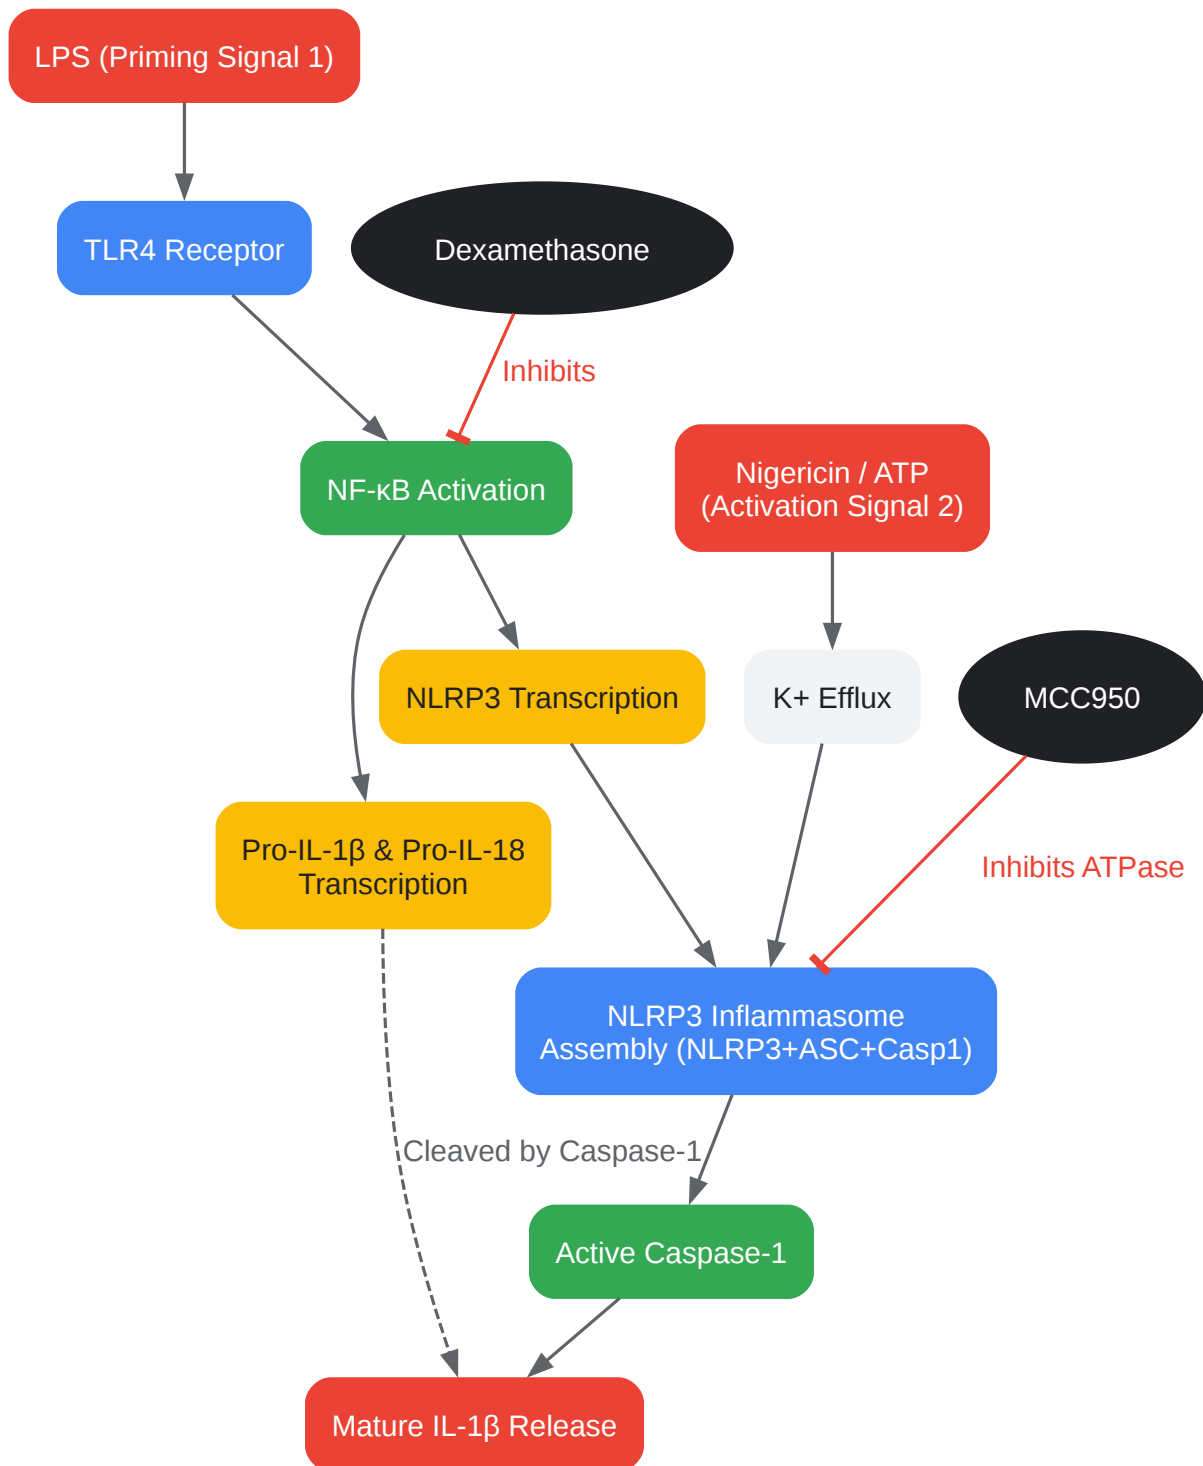 LPS (Priming Signal 1)
TLR4 Receptor
Dexamethasone
Inhibits
NF-κB Activation
Nigericin / ATP
(Activation Signal 2)
NLRP3 Transcription
K+ Efflux
MCC950
Pro-IL-1β & Pro-IL-18
Transcription
Inhibits ATPase
NLRP3 Inflammasome
Assembly (NLRP3+ASC+Casp1)
Cleaved by Caspase-1
Active Caspase-1
Mature IL-1β Release